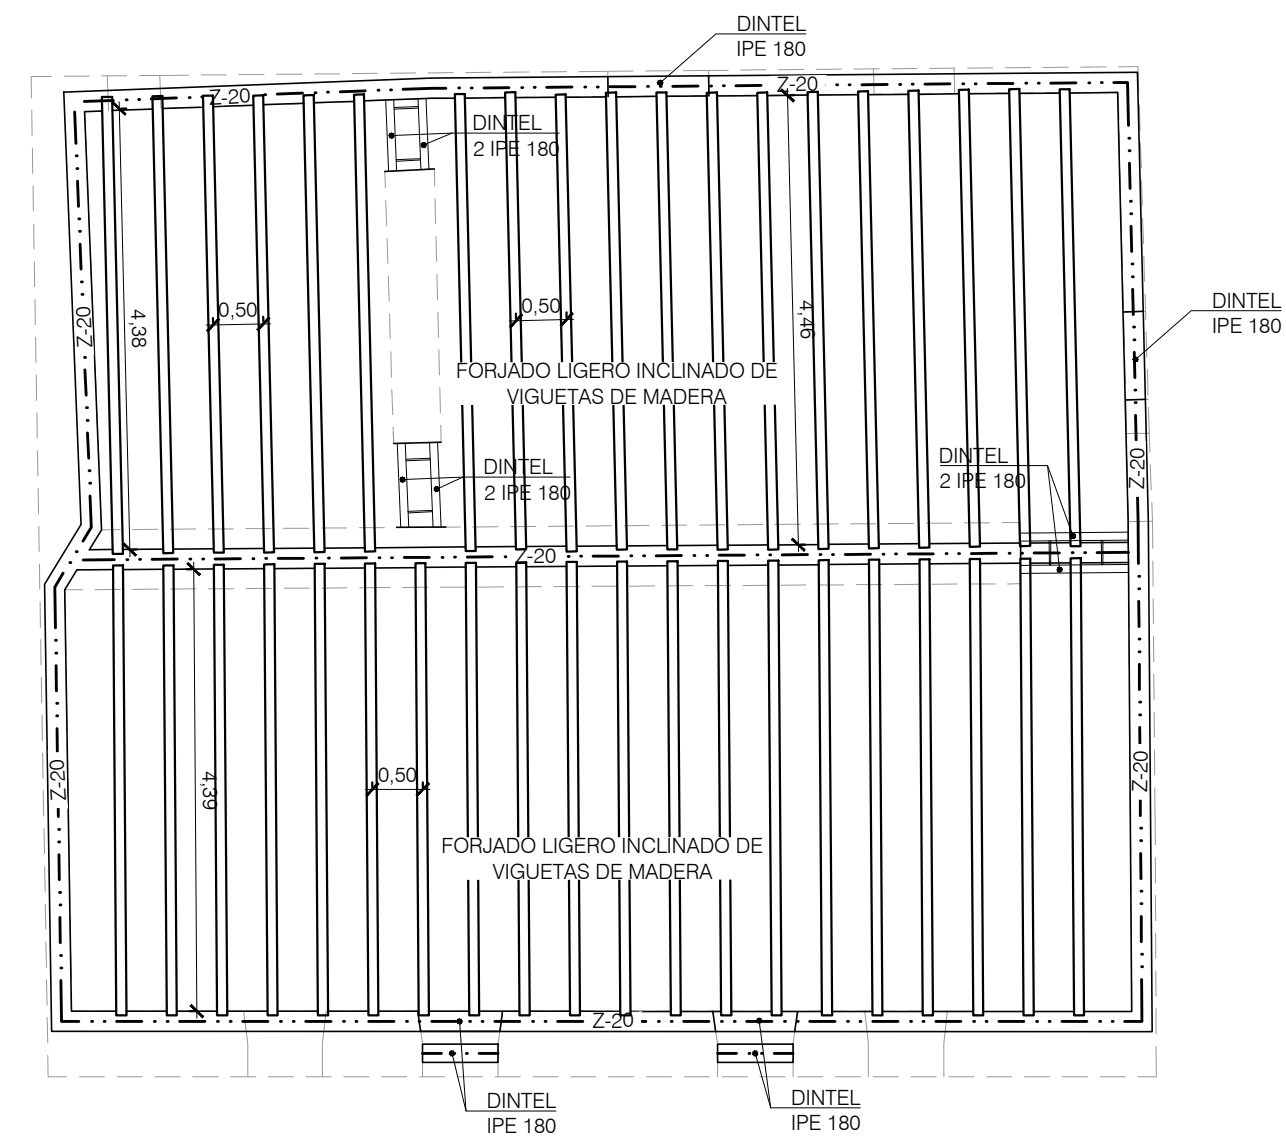 DINTEL
IPE 180
Z-20
Z-20
DINTEL
2 IPE 180
DINTEL
IPE 180
0,50
0,50
4,38
4,46
Z-20
FORJADO LIGERO INCLINADO DE
VIGUETAS DE MADERA
DINTEL
2 IPE 180
DINTEL
2 IPE 180
Z-20
-20
Z-20
4,39
0,50
Z-20
FORJADO LIGERO INCLINADO DE
VIGUETAS DE MADERA
Z-20
DINTEL
IPE 180
DINTEL
IPE 180